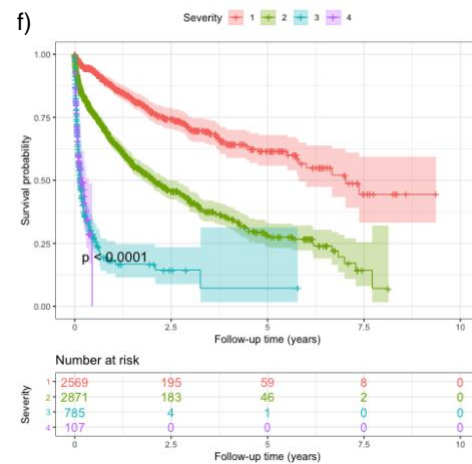 f)
Severity 1 2 3 4
Survival probability
1.00
0.75
0.50
0.25
0.00
p < 0.0001
0 2.5 5 7.5 10
Follow-up time (years)
Number at risk
Severity
1 2569 195 59 8 0
2 2871 183 46 2 0
3 785 4 1 0 0
4 107 0 0 0 0
0 2.5 5 7.5 10
Follow-up time (years)